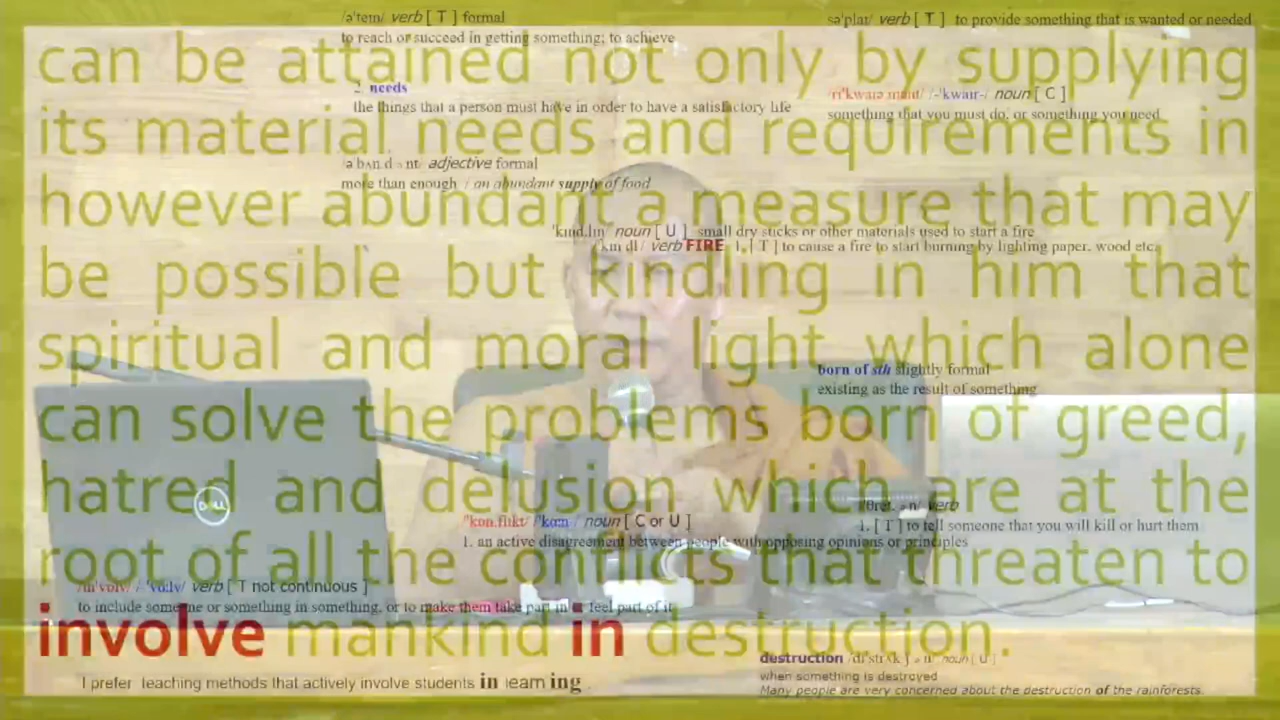 /ə'teɪn/ verb [ T ] formal
sə'plaɪ/ verb [ T ] to provide something that is wanted or needed
to reach or succeed in getting something; to achieve
can be attained not only by supplying
2. needs
the things that a person must have in order to have a satisfactory life
noun [ C ]
something that you must do, or something you need
its material needs and requirements in
adjective formal
more than enough / an abundant supply of food
however abundant a measure that may
noun [ U ] small dry sticks or other materials used to start a fire
verb FIRE 1. [ T ] to cause a fire to start burning by lighting paper, wood etc.
be possible but kindling in him that
spiritual and moral light which alone
born of sth slightly formal
existing as the result of something
can solve the problems born of greed,
hatred and delusion which are at the
DELL
verb
noun [ C or U ]
1. [ T ] to tell someone that you will kill or hurt them
1. an active disagreement between people with opposing opinions or principles
root of all the conflicts that threaten to
verb [ T not continuous ]
to include someone or something in something, or to make them take part in or feel part of it
involve mankind in destruction.
destruction noun [ U ]
when something is destroyed
I prefer teaching methods that actively involve students in learning
Many people are very concerned about the destruction of the rainforests.